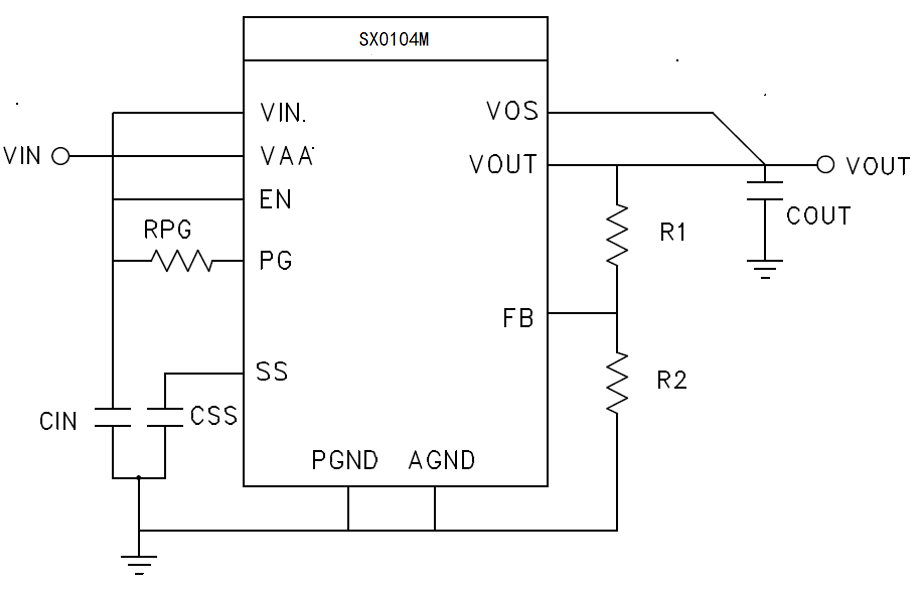 SX0104M
VIN.
VOS
VIN
VAA
VOUT
VOUT
EN
COUT
RPG
R1
PG
FB
SS
R2
CIN
CSS
PGND
AGND